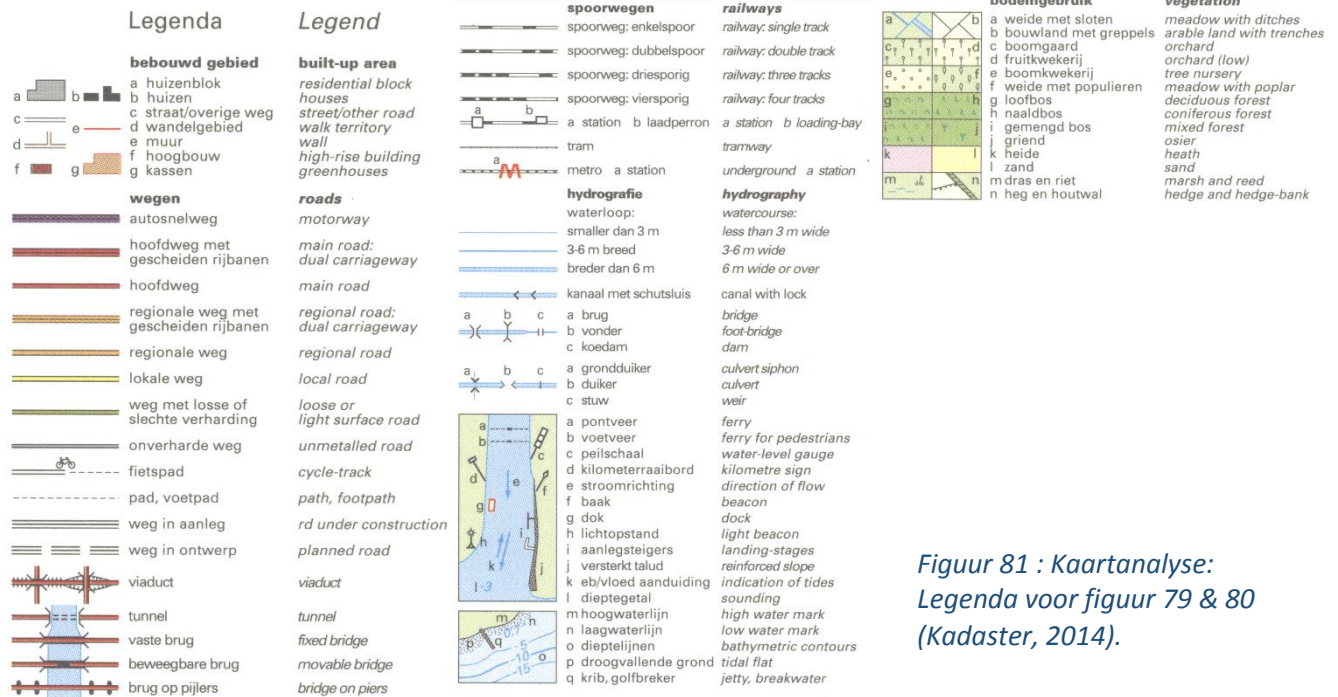 Legenda Legend
bebouwd gebied built-up area
a huizenblok residential block
a b b huizen houses
c c straat/overige weg street/other road
e d wandelgebied walk territory
d e muur wall
f hoogbouw high-rise building
f g g kassen greenhouses
wegen roads
autosnelweg motorway
hoofdweg met main road:
gescheiden rijbanen dual carriageway
hoofdweg main road
regionale weg met regional road:
gescheiden rijbanen dual carriageway
regionale weg regional road
lokale weg local road
weg met losse of loose or
slechte verharding light surface road
onverharde weg unmetalled road
fietspad cycle-track
pad, voetpad path, footpath
weg in aanleg rd under construction
weg in ontwerp planned road
viaduct viaduct
tunnel tunnel
vaste brug fixed bridge
beweegbare brug movable bridge
brug op pijlers bridge on piers
spoorwegen railways
spoorweg: enkelspoor railway: single track
spoorweg: dubbelspoor railway: double track
spoorweg: driesporig railway: three tracks
spoorweg: viersporig railway: four tracks
a b
a station b laadperron a station b loading-bay
tram tramway
a
metro a station underground a station
hydrografie hydrography
waterloop: watercourse:
smaller dan 3 m less than 3 m wide
3-6 m breed 3-6 m wide
breder dan 6 m 6 m wide or over
kanaal met schutsluis canal with lock
a b c a brug bridge
b vonder foot-bridge
c koedam dam
a b c a grondduiker culvert siphon
b duiker culvert
c stuw weir
a a pontveer ferry
b b voetveer ferry for pedestrians
c c peilschaal water-level gauge
d d kilometerraaibord kilometre sign
e e stroomrichting direction of flow
f f baak beacon
g g dok dock
h h lichtopstand light beacon
i i aanlegsteigers landing-stages
j j versterkt talud reinforced slope
k k eb/vloed aanduiding indication of tides
l -3 l dieptegetal sounding
m n m hoogwaterlijn high water mark
0.7 n laagwaterlijn low water mark
p q -5 o dieptelijnen bathymetric contours
-10 o p droogvallende grond tidal flat
-15 q krib, golfbreker jetty, breakwater
bodemgebruik vegetation
a b a weide met sloten meadow with ditches
b bouwland met greppels arable land with trenches
c d c boomgaard orchard
d fruitkwekerij orchard (low)
e f e boomkwekerij tree nursery
f weide met populieren meadow with poplar
g h g loofbos deciduous forest
h naaldbos coniferous forest
i j i gemengd bos mixed forest
j griend osier
k l k heide heath
l zand sand
m n m dras en riet marsh and reed
n heg en houtwal hedge and hedge-bank
Figuur 81 : Kaartanalyse:
Legenda voor figuur 79 & 80
(Kadaster, 2014).